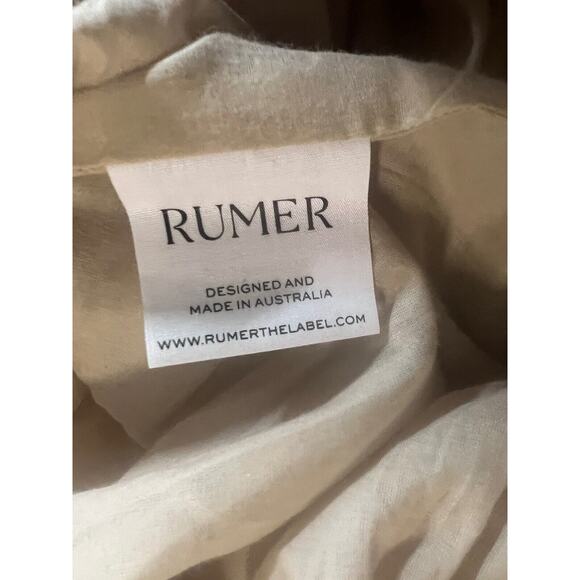 RUMER
DESIGNED AND
MADE IN AUSTRALIA
WWW.RUMERTHELABEL.COM